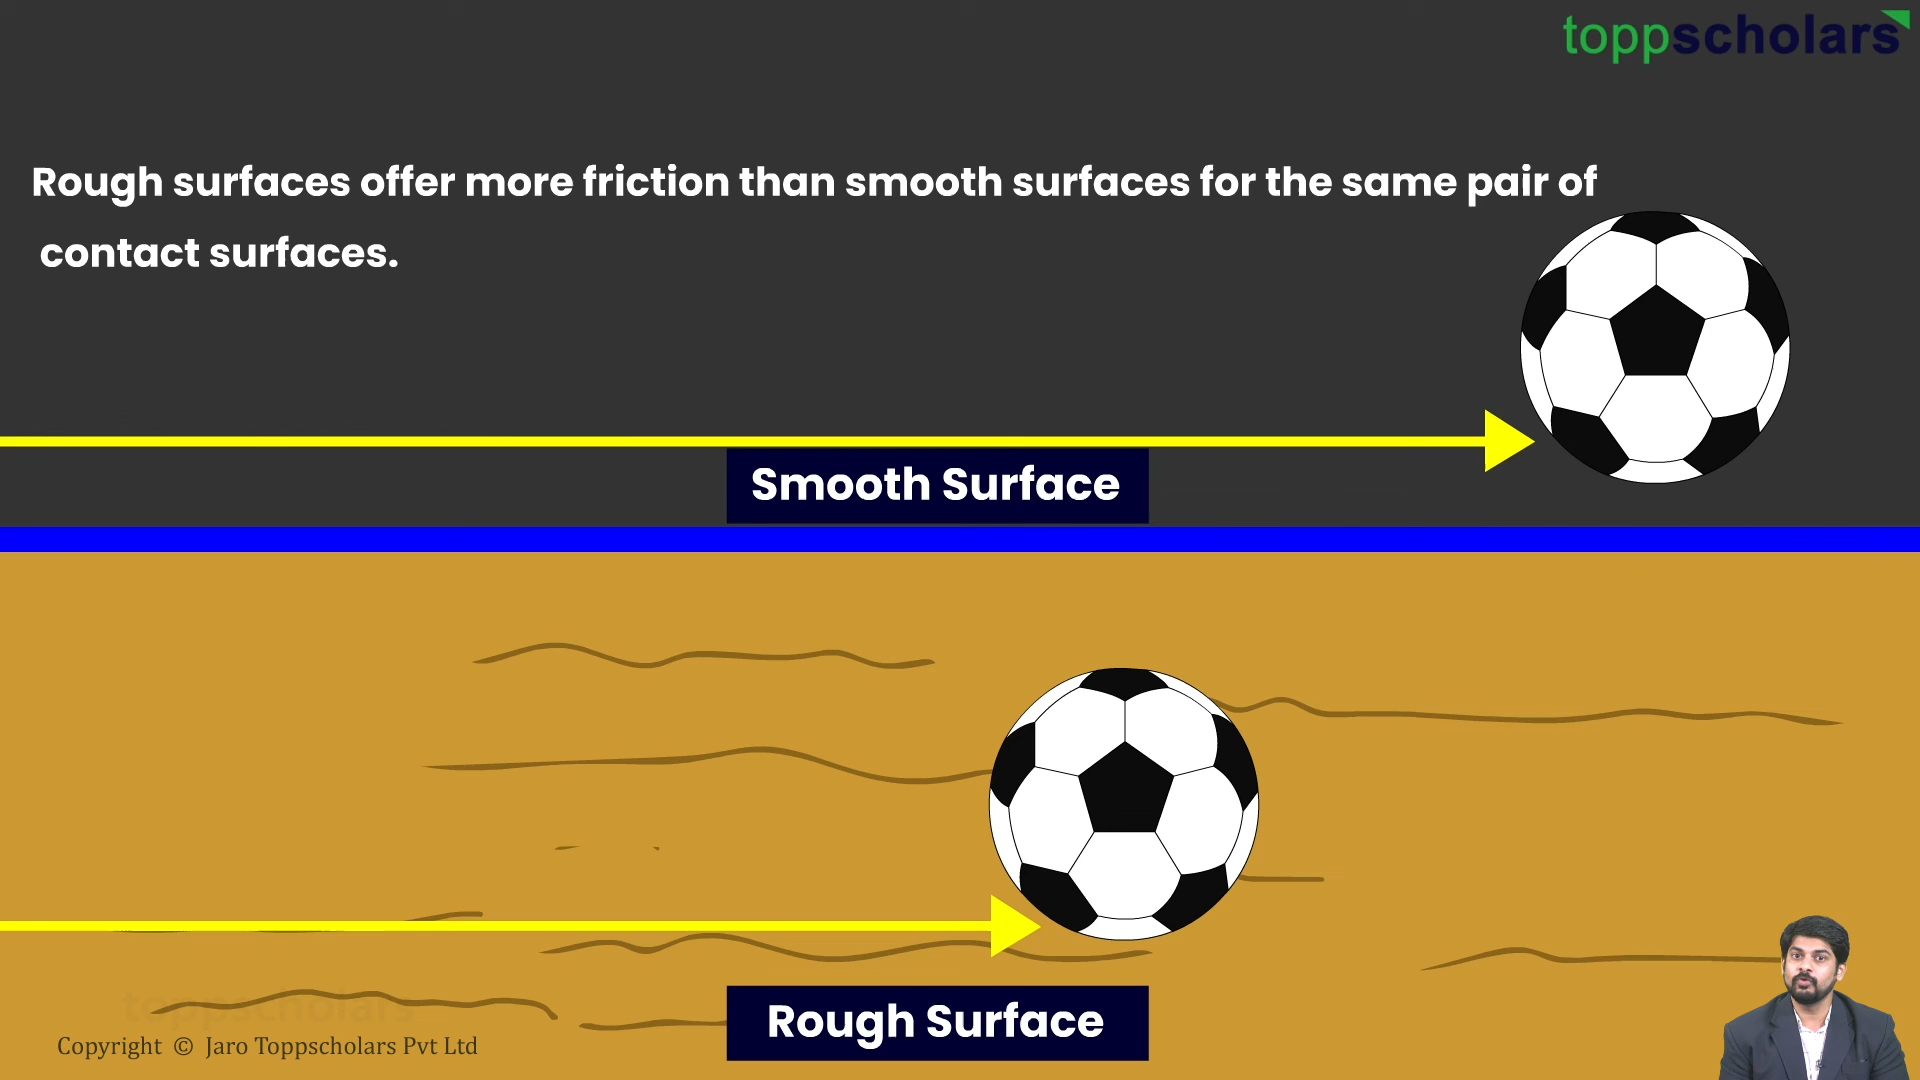 toppscholars
Rough surfaces offer more friction than smooth surfaces for the same pair of
contact surfaces.
Smooth Surface
toppscholars
Rough Surface
Copyright © Jaro Toppscholars Pvt Ltd